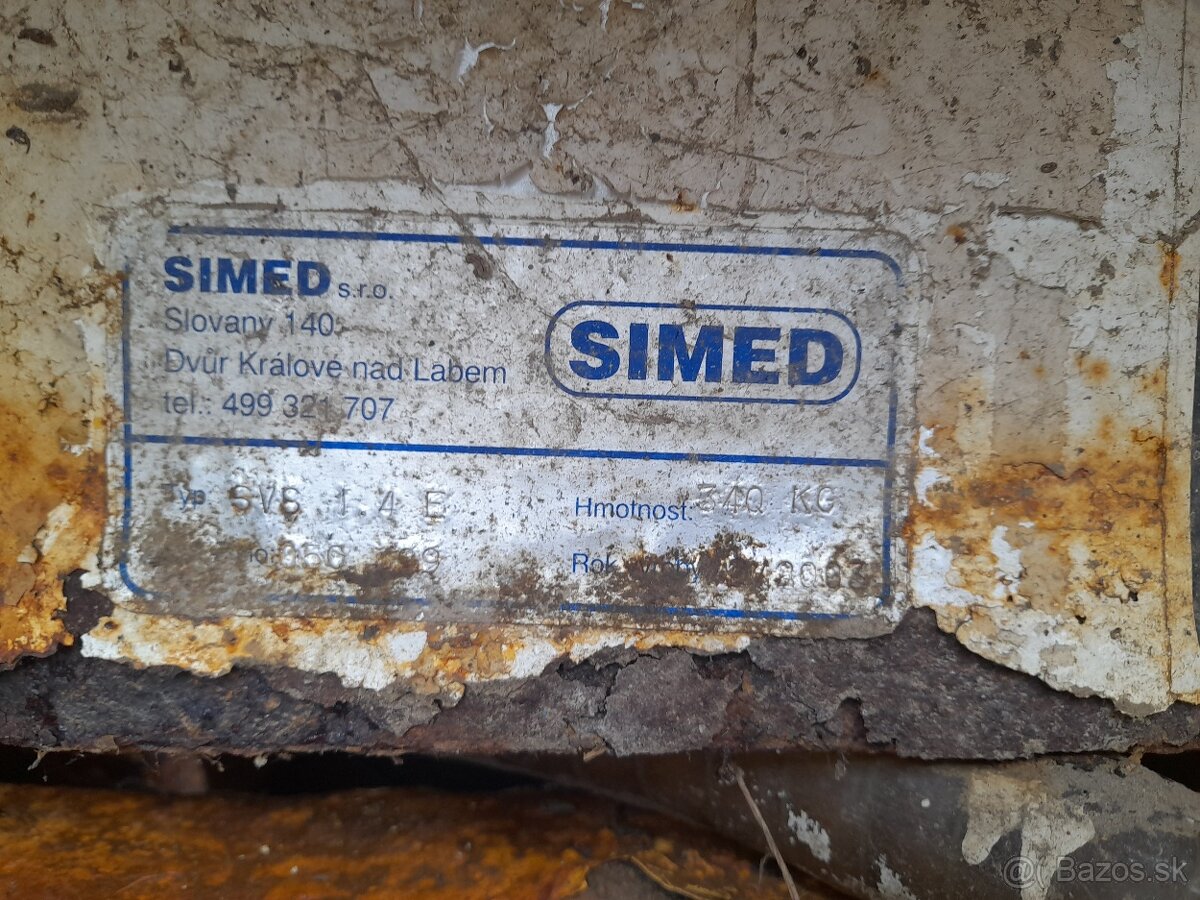 SIMED s.r.o.
Slovany 140
Dvůr Králové nad Labem
tel.: 499 321 707
SIMED
Typ SVS 1.4 E
Hmotnost: 340 KG
Rok
© Bazos.sk